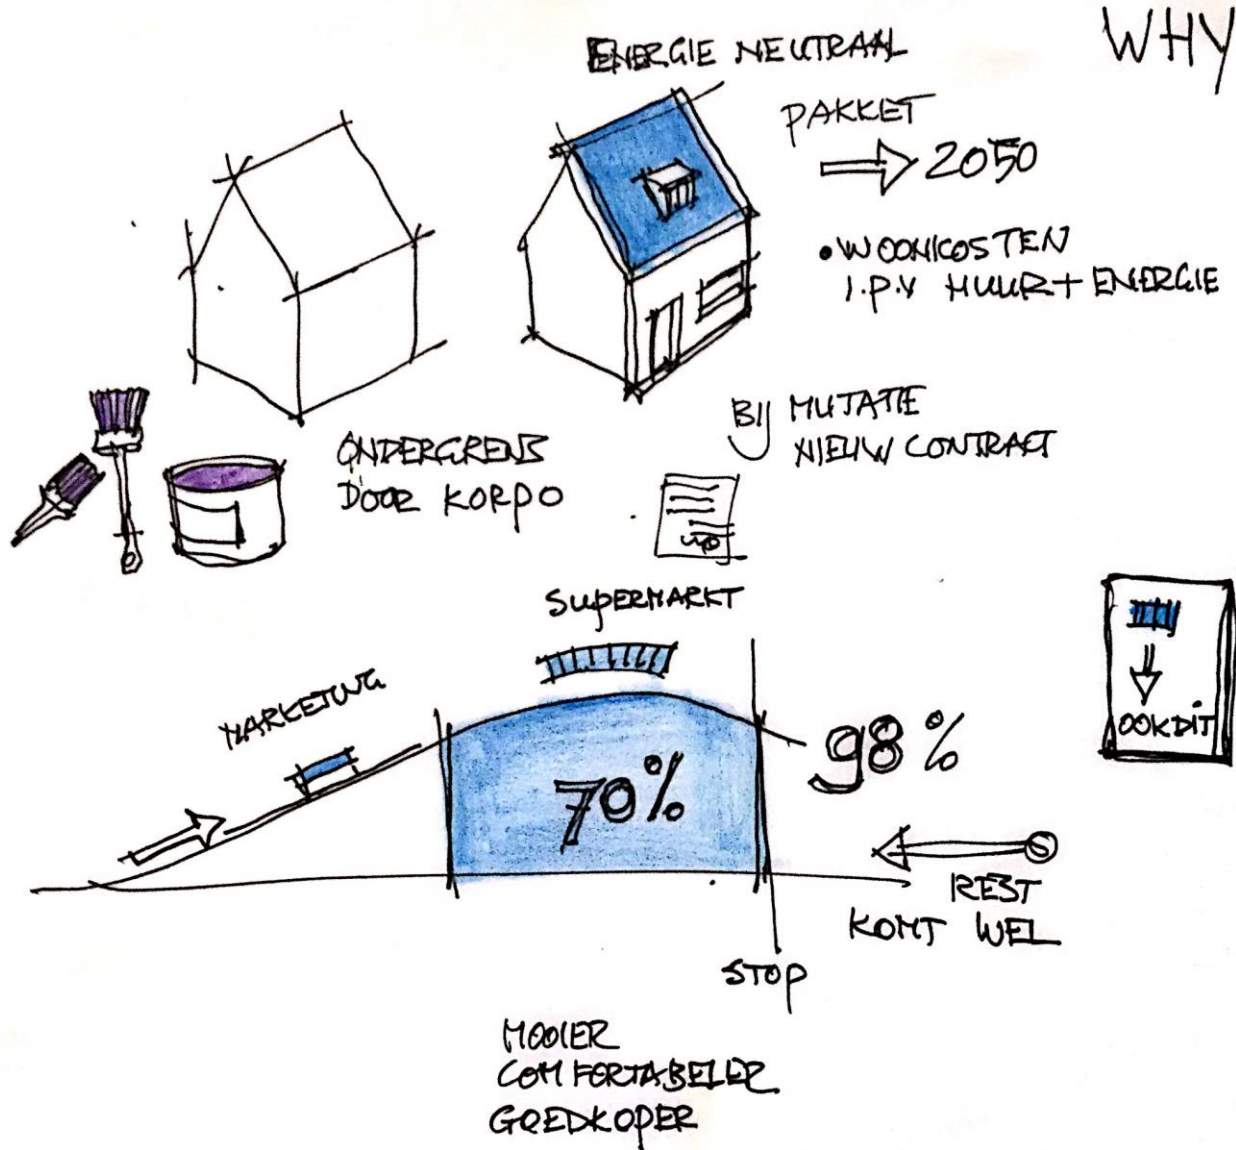 WHY
ENERGIE NEUTRAAL
PAKKET
2050
• WOONKOSTEN
I.P.V HUUR + ENERGIE
BIJ MUTATIE
NIEUW CONTRACT
ONDERGRENS
DOOR KORPO
SUPERMARKT
MARKETING
70%
98%
OOK DIT
REST
KOMT WEL
STOP
MOOIER
COMFORTABELER
GOEDKOPER